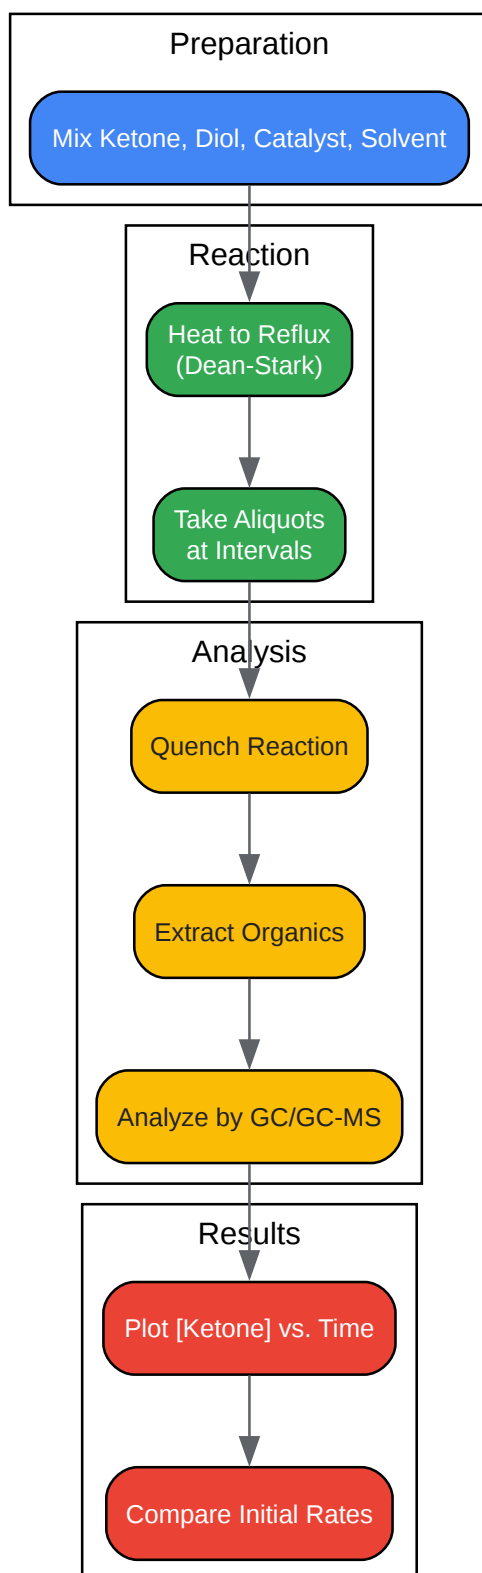 Preparation
Mix Ketone, Diol, Catalyst, Solvent
Reaction
Heat to Reflux
(Dean-Stark)
Take Aliquots
at Intervals
Analysis
Quench Reaction
Extract Organics
Analyze by GC/GC-MS
Results
Plot [Ketone] vs. Time
Compare Initial Rates